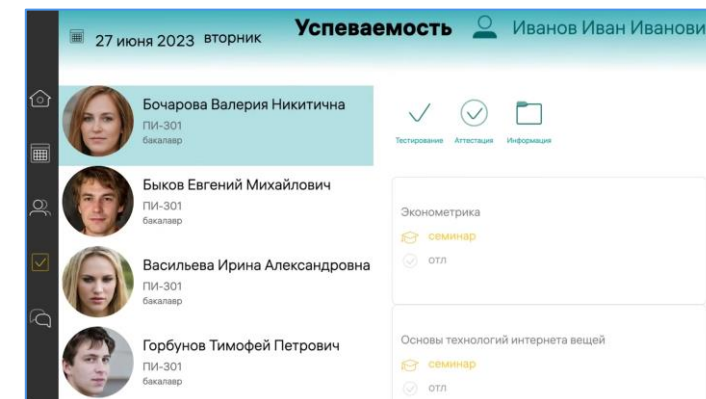 27 июня 2023 вторник Успеваемость Иванов Иван Иванови
Бочарова Валерия Никитична
ПИ-301
бакалавр
Тестирование Аттестация Информация
Быков Евгений Михайлович
ПИ-301
бакалавр
Эконометрика
семинар
отл
Васильева Ирина Александровна
ПИ-301
бакалавр
Горбунов Тимофей Петрович
ПИ-301
бакалавр
Основы технологий интернета вещей
семинар
отл